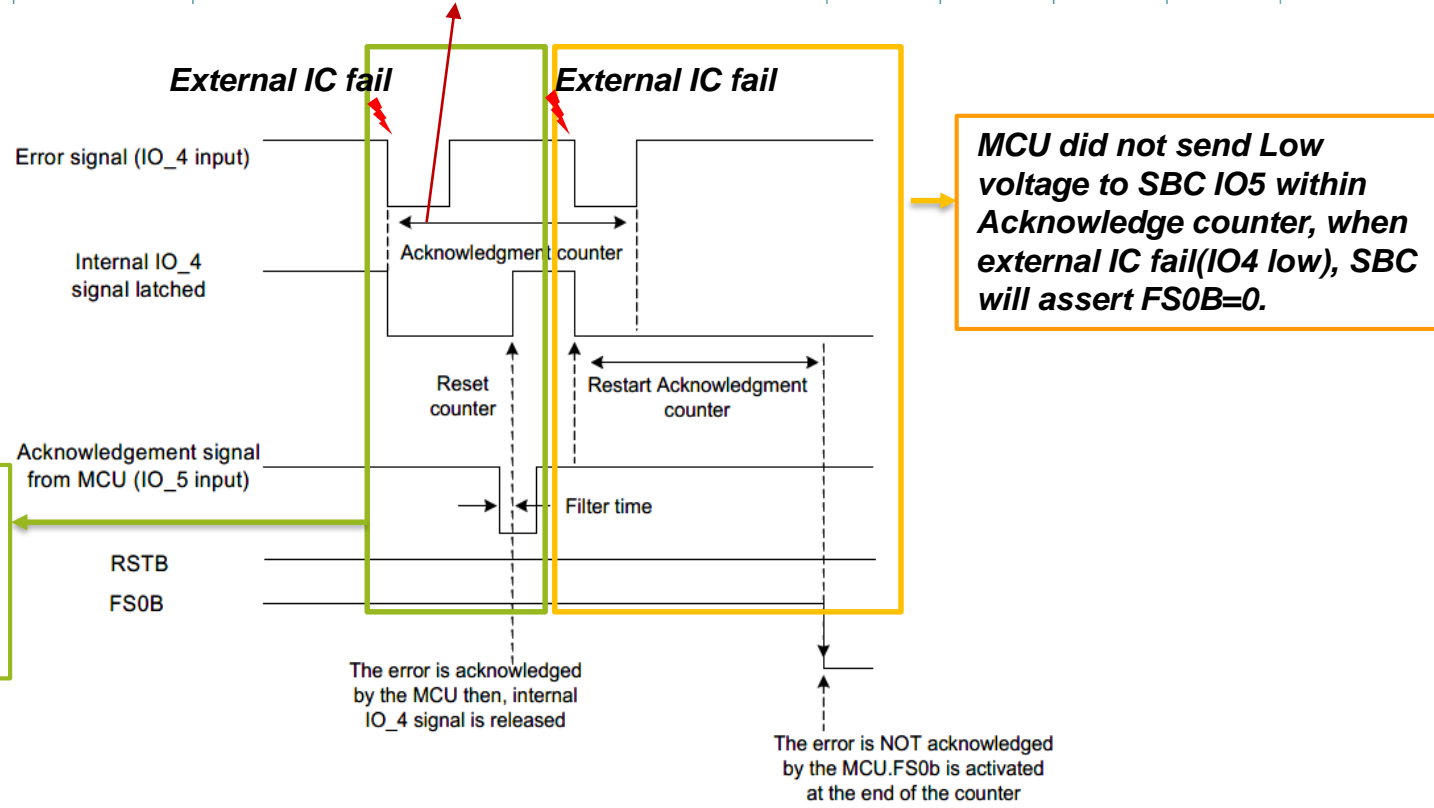 External IC fail
External IC fail
Error signal (IO_4 input)
MCU did not send Low
voltage to SBC IO5 within
Acknowledge counter, when
external IC fail(IO4 low), SBC
will assert FS0B=0.
Acknowledgment counter
Internal IO_4
signal latched
Reset
counter
Restart Acknowledgment
counter
Acknowledgement signal
from MCU (IO_5 input)
Filter time
RSTB
FS0B
The error is acknowledged
by the MCU then, internal
IO_4 signal is released
The error is NOT acknowledged
by the MCU.FS0b is activated
at the end of the counter